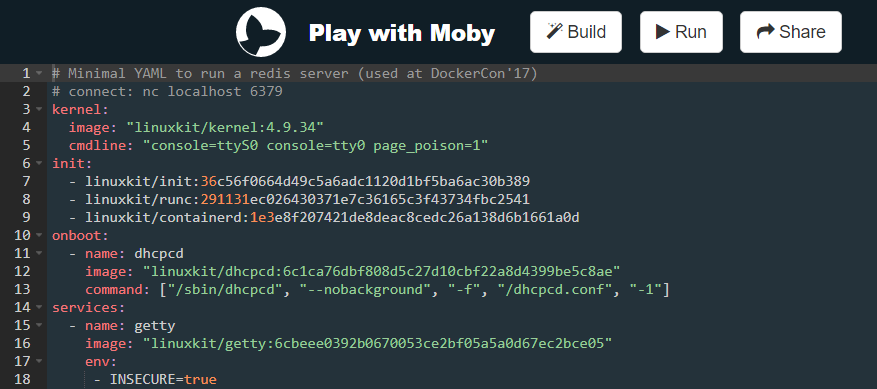 Play with Moby Build Run Share
1 # Minimal YAML to run a redis server (used at DockerCon'17)
2 # connect: nc localhost 6379
3 kernel:
4 image: "linuxkit/kernel:4.9.34"
5 cmdline: "console=ttyS0 console=tty0 page_poison=1"
6 init:
7 - linuxkit/init:36c56f0664d49c5a6adc1120d1bf5ba6ac30b389
8 - linuxkit/runc:291131ec026430371e7c36165c3f43734fbc2541
9 - linuxkit/containerd:1e3e8f207421de8deac8cedc26a138d6b1661a0d
10 onboot:
11 - name: dhcpcd
12 image: "linuxkit/dhcpcd:6c1ca76dbf808d5c27d10cbf22a8d4399be5c8ae"
13 command: ["/sbin/dhcpcd", "--nobackground", "-f", "/dhcpcd.conf", "-1"]
14 services:
15 - name: getty
16 image: "linuxkit/getty:6cbeee0392b0670053ce2bf05a5a0d67ec2bce05"
17 env:
18 - INSECURE=true